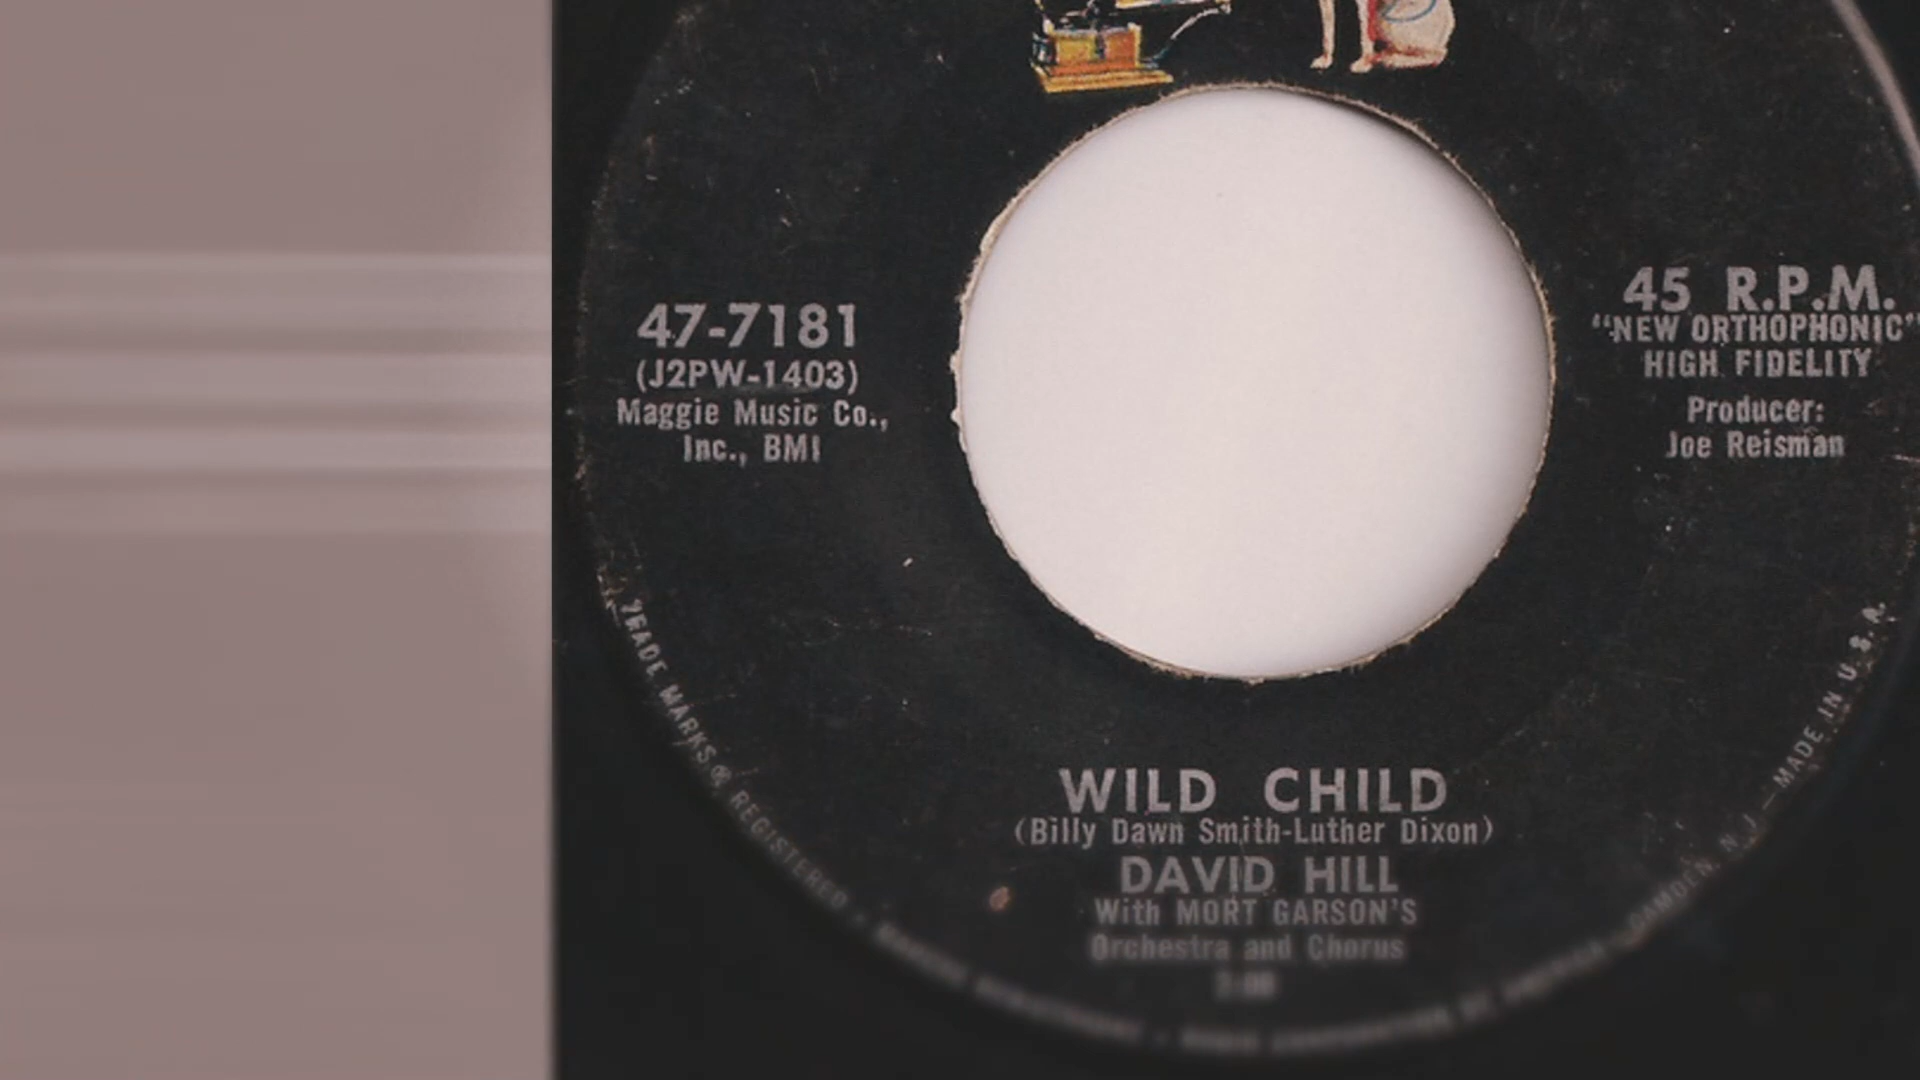 47-7181
(J2PW-1403)
Maggie Music Co.,
Inc., BMI
45 R.P.M.
"NEW ORTHOPHONIC"
HIGH FIDELITY
Producer:
Joe Reisman
WILD CHILD
(Billy Dawn Smith-Luther Dixon)
DAVID HILL
With MORT GARSON'S
Orchestra and Chorus
TRADE MARKS ® REGISTERED • CAMDEN, N.J.—MADE IN U.S.A.